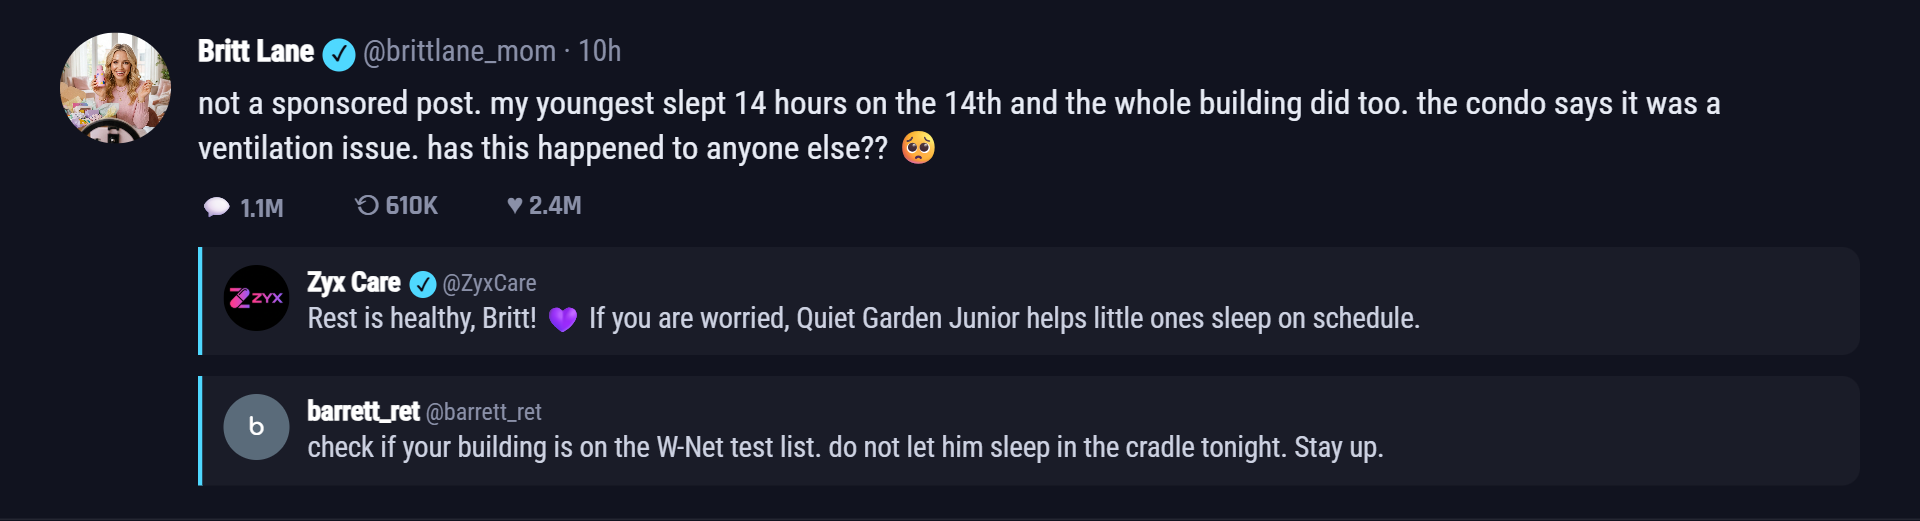 Britt Lane @brittlane_mom · 10h
not a sponsored post. my youngest slept 14 hours on the 14th and the whole building did too. the condo says it was a
ventilation issue. has this happened to anyone else?? 🥺
1.1M 610K 2.4M
Zyx Care @ZyxCare
ZYX
Rest is healthy, Britt! 💜 If you are worried, Quiet Garden Junior helps little ones sleep on schedule.
barrett_ret @barrett_ret
b
check if your building is on the W-Net test list. do not let him sleep in the cradle tonight. Stay up.